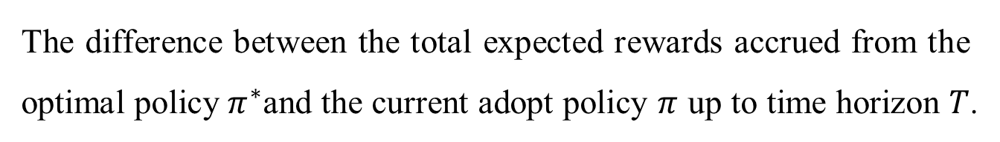 The difference between the total expected rewards accrued from the
optimal policy π*and the current adopt policy π up to time horizon T.